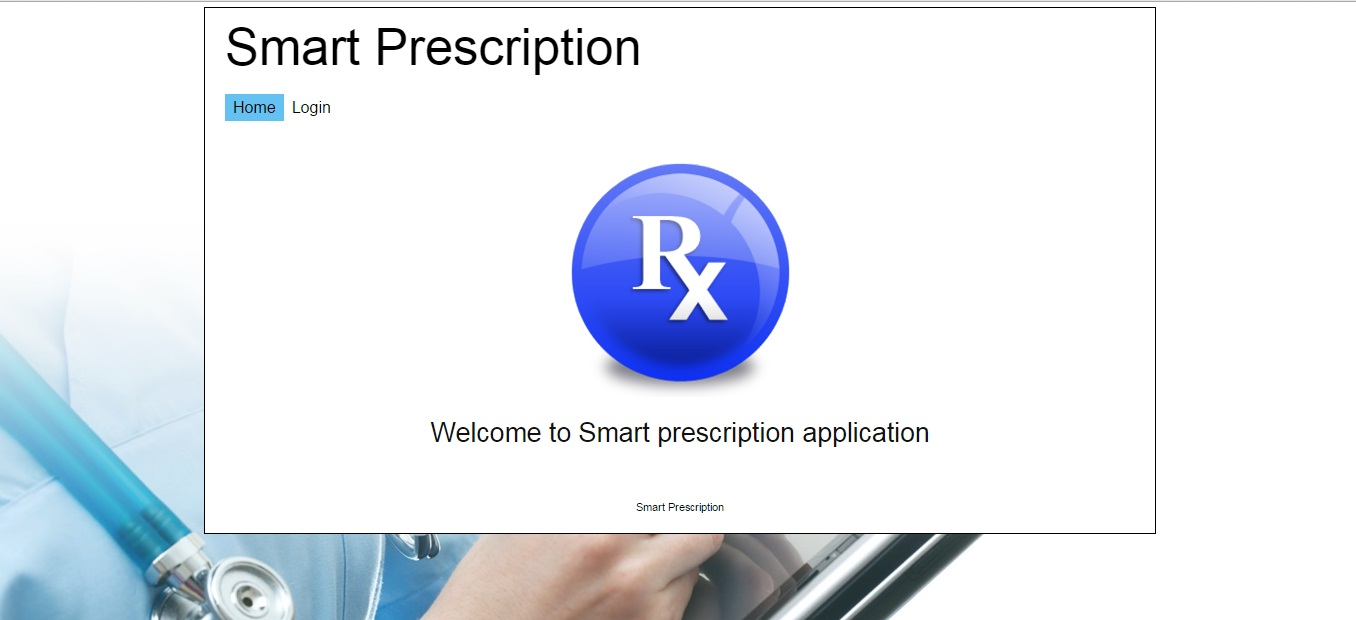 Smart Prescription
Home Login
Rx
Welcome to Smart prescription application
Smart Prescription